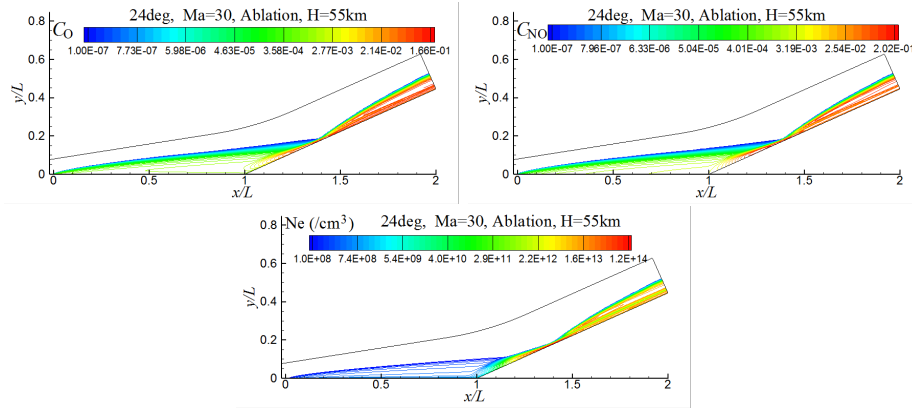 24deg, Ma=30, Ablation, H=55km
C_O
1.00E-07 7.73E-07 5.98E-06 4.63E-05 3.58E-04 2.77E-03 2.14E-02 1.66E-01
0.6
0.4
0.2
0
y/L
0 0.5 1 1.5 2
x/L
24deg, Ma=30, Ablation, H=55km
C_NO
1.00E-07 7.96E-07 6.33E-06 5.04E-05 4.01E-04 3.19E-03 2.54E-02 2.02E-01
0.6
0.4
0.2
0
y/L
0 0.5 1 1.5 2
x/L
Ne (/cm³) 24deg, Ma=30, Ablation, H=55km
1.0E+08 7.4E+08 5.4E+09 4.0E+10 2.9E+11 2.2E+12 1.6E+13 1.2E+14
0.8
0.6
0.4
0.2
0
y/L
0 0.5 1 1.5 2
x/L